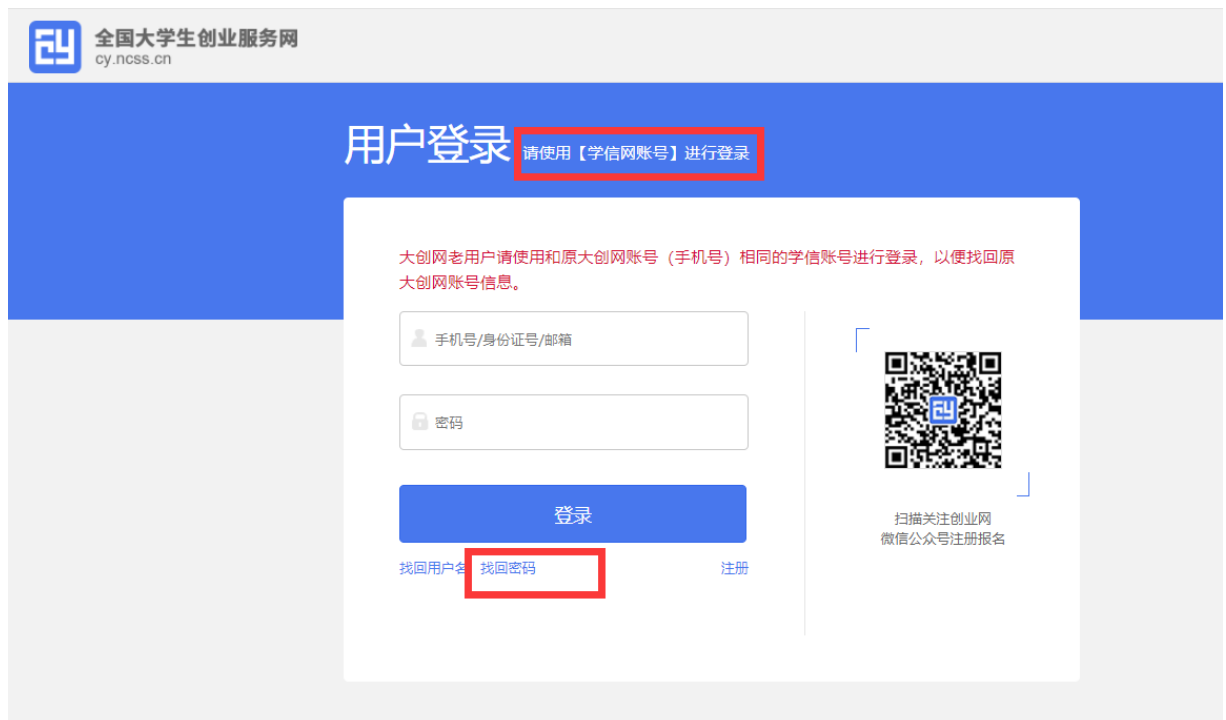 全国大学生创业服务网
cy.ncss.cn
用户登录 请使用【学信网账号】进行登录
大创网老用户请使用和原大创网账号（手机号）相同的学信账号进行登录，以便找回原
大创网账号信息。
手机号/身份证号/邮箱
密码
登录
找回用户名 找回密码 注册
扫描关注创业网
微信公众号注册报名